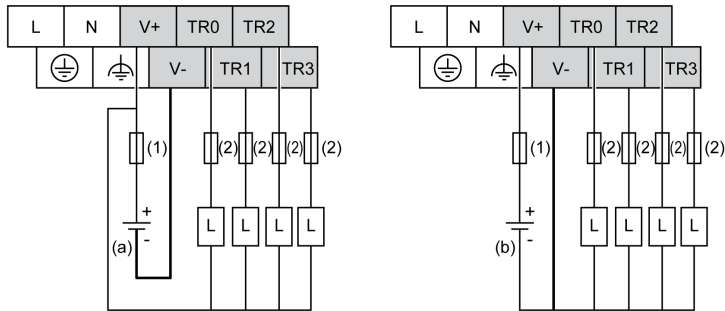 L N V+ TR0 TR2
V- TR1 TR3
(1) (2) (2) (2) (2)
+
-
(a)
L L L L
L N V+ TR0 TR2
V- TR1 TR3
(1) (2) (2) (2) (2)
+
-
(b)
L L L L